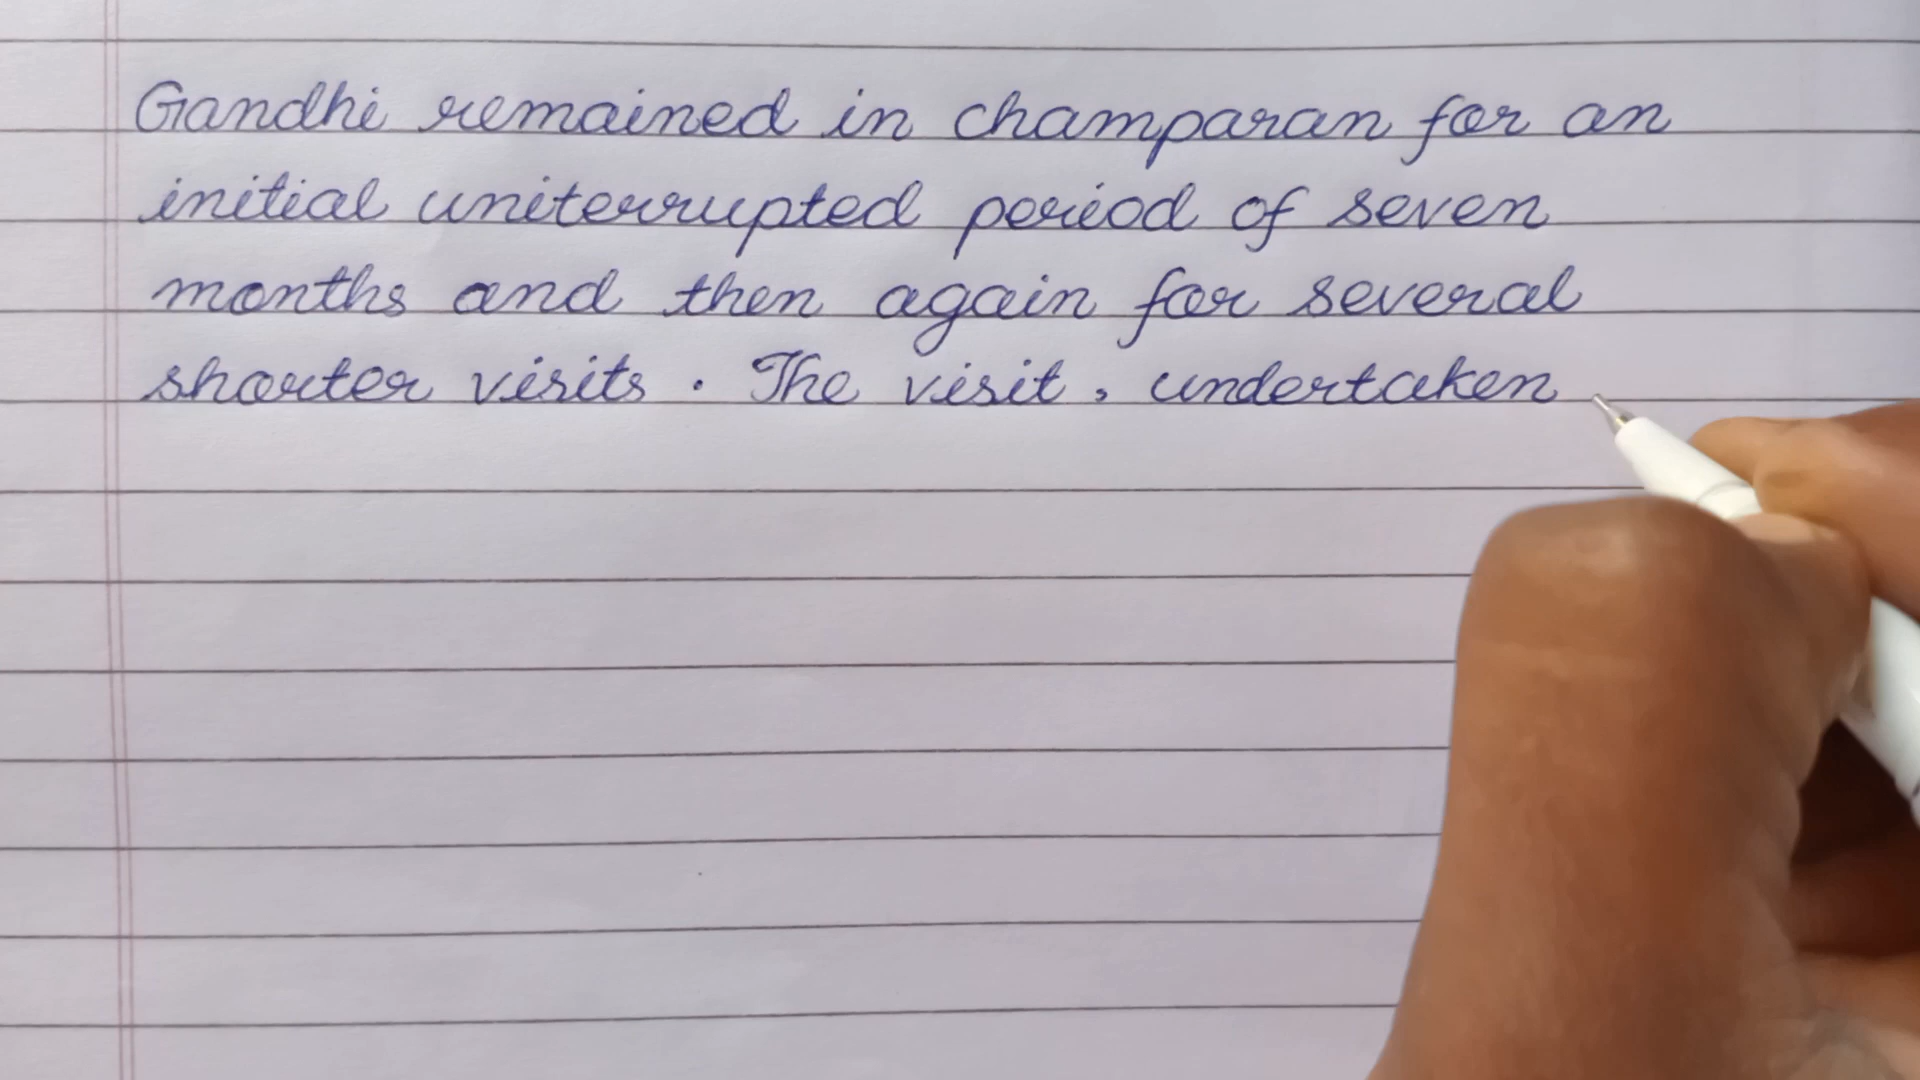 Gandhi remained in champaran for an
initial uniterrupted period of seven
months and then again for several
shorter visits . The visit , undertaken